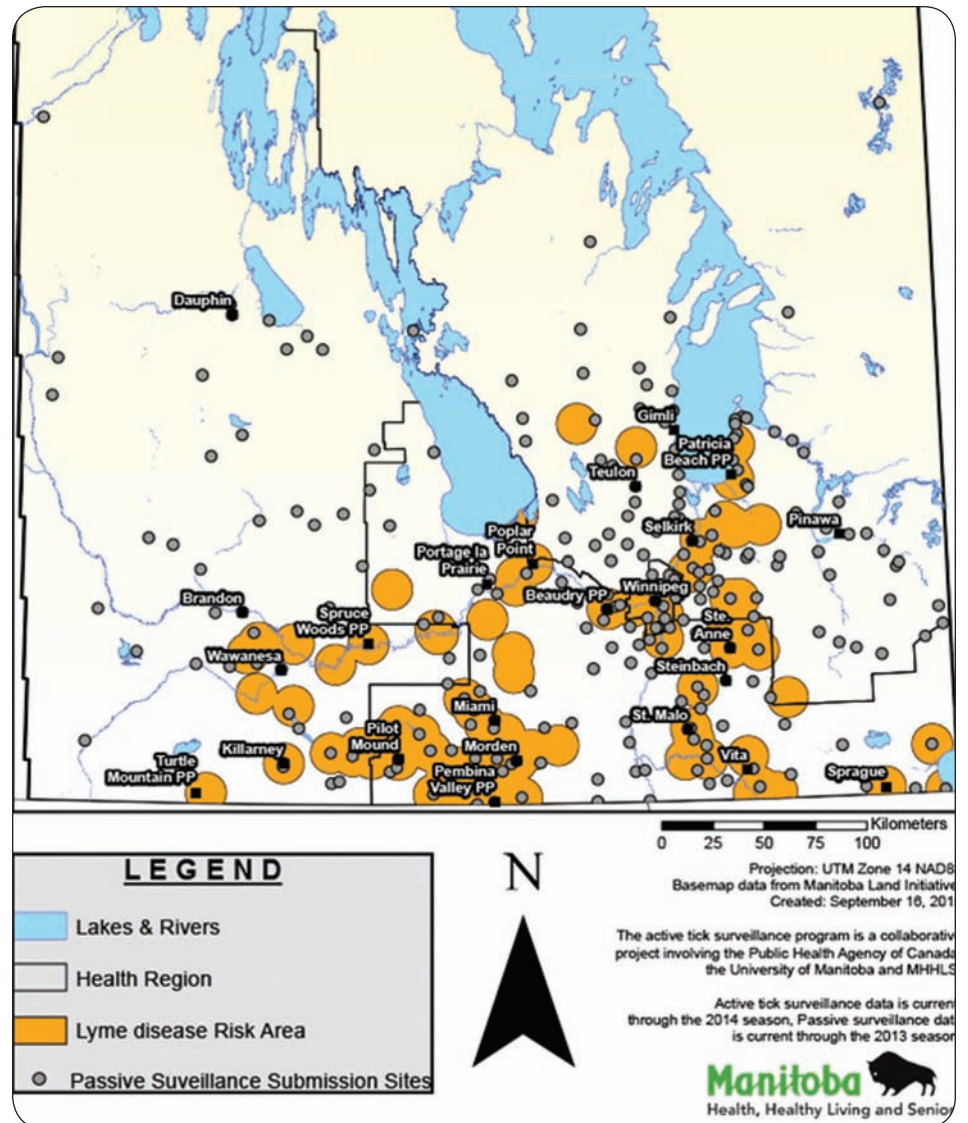 Dauphin
Gimli
Patricia
Beach PP
Teulon
Pinawa
Selkirk
Poplar
Point
Portage la
Prairie
Beaudry PP
Winnipeg
Brandon
Spruce
Woods PP
Ste.
Anne
Wawanesa
Steinbach
Miami
St. Malo
Pilot
Mound
Morden
Killarney
Vita
Turtle
Mountain PP
Pembina
Valley PP
Sprague
Kilometers
0 25 50 75 100
LEGEND
Lakes & Rivers
Health Region
Lyme disease Risk Area
Passive Suveillance Submission Sites
N
Projection: UTM Zone 14 NAD8
Basemap data from Manitoba Land Initiative
Created: September 16, 201
The active tick surveillance program is a collaborativ
project involving the Public Health Agency of Canada
the University of Manitoba and MHHLS
Active tick surveillance data is current
through the 2014 season, Passive surveillance dat
is current through the 2013 season
Manitoba
Health, Healthy Living and Senior